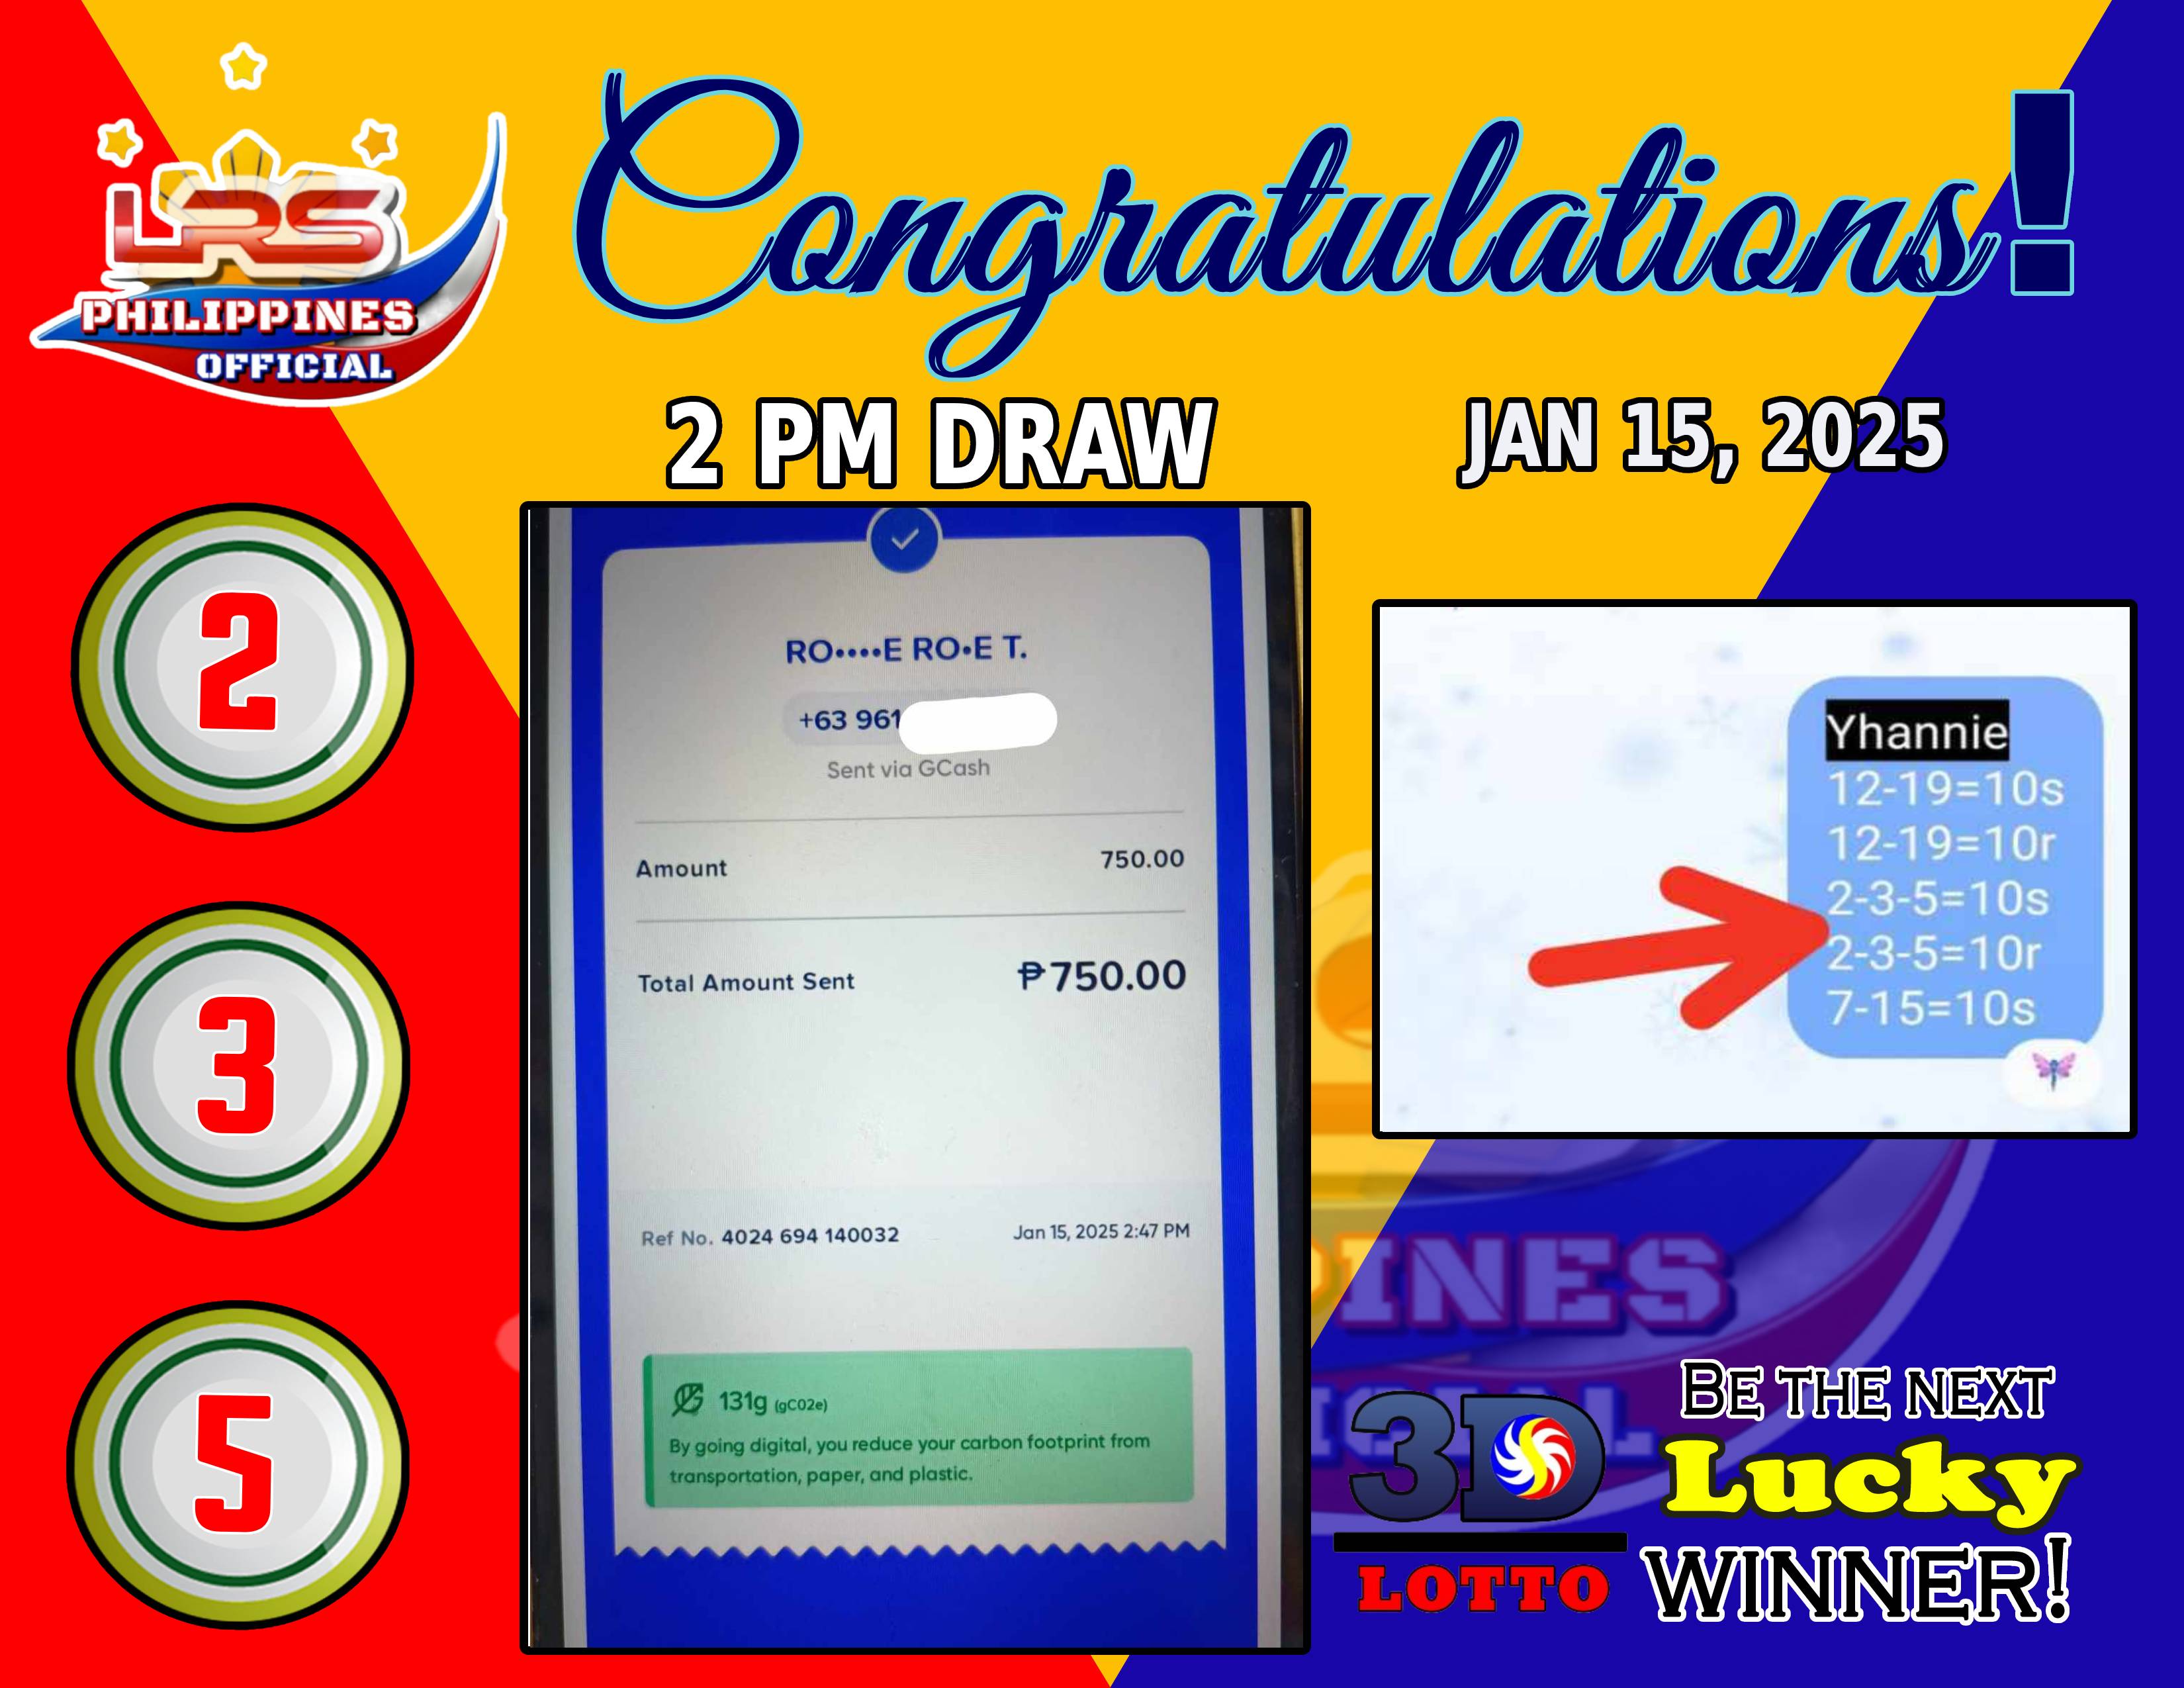 LRS
PHILIPPINES
OFFICIAL
Congratulations!
2 PM DRAW
JAN 15, 2025
2
3
5
RO••••E RO•E T.
+63 961
Sent via GCash
Amount 750.00
Total Amount Sent ₱750.00
Ref No. 4024 694 140032 Jan 15, 2025 2:47 PM
131g (gCO2e)
By going digital, you reduce your carbon footprint from
transportation, paper, and plastic.
Yhannie
12-19=10s
12-19=10r
2-3-5=10s
2-3-5=10r
7-15=10s
PINES
ICIAL
3D
LOTTO
BE THE NEXT
Lucky
WINNER!